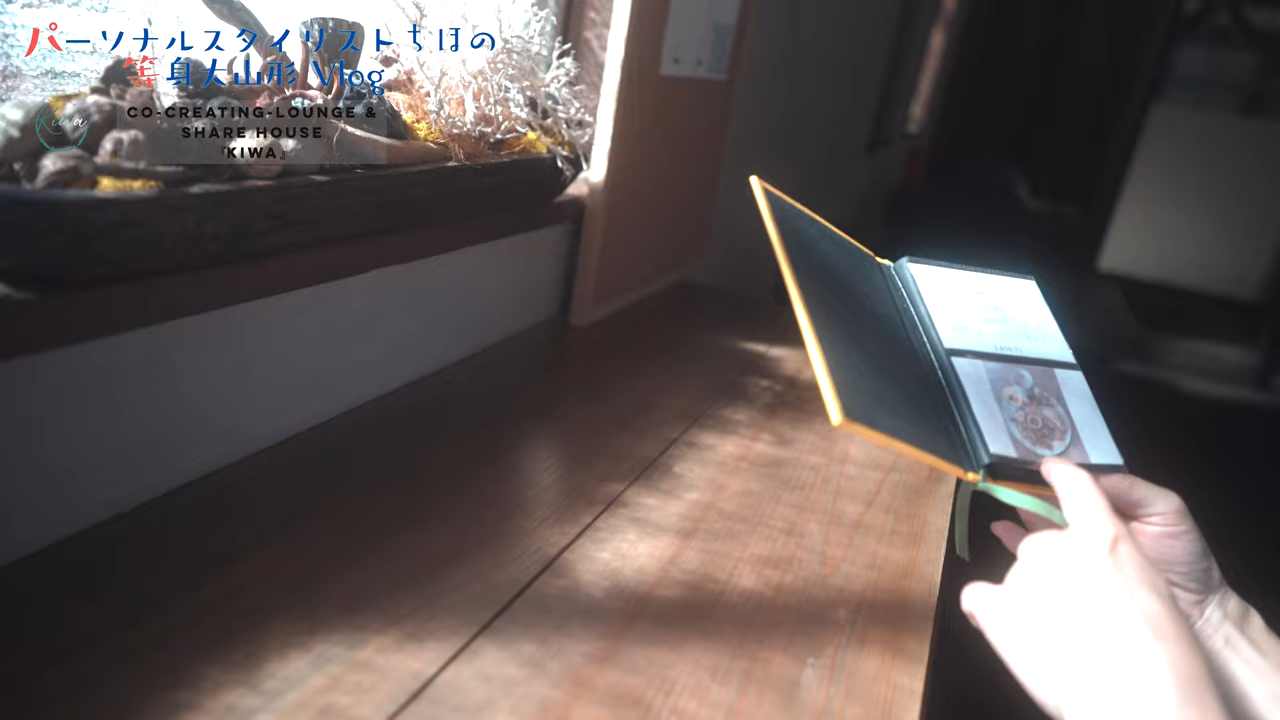 パーソナルスタイリストちほの
等身大山形 Vlog
Kiwa
CO-CREATING-LOUNGE &
SHARE HOUSE
『KIWA』